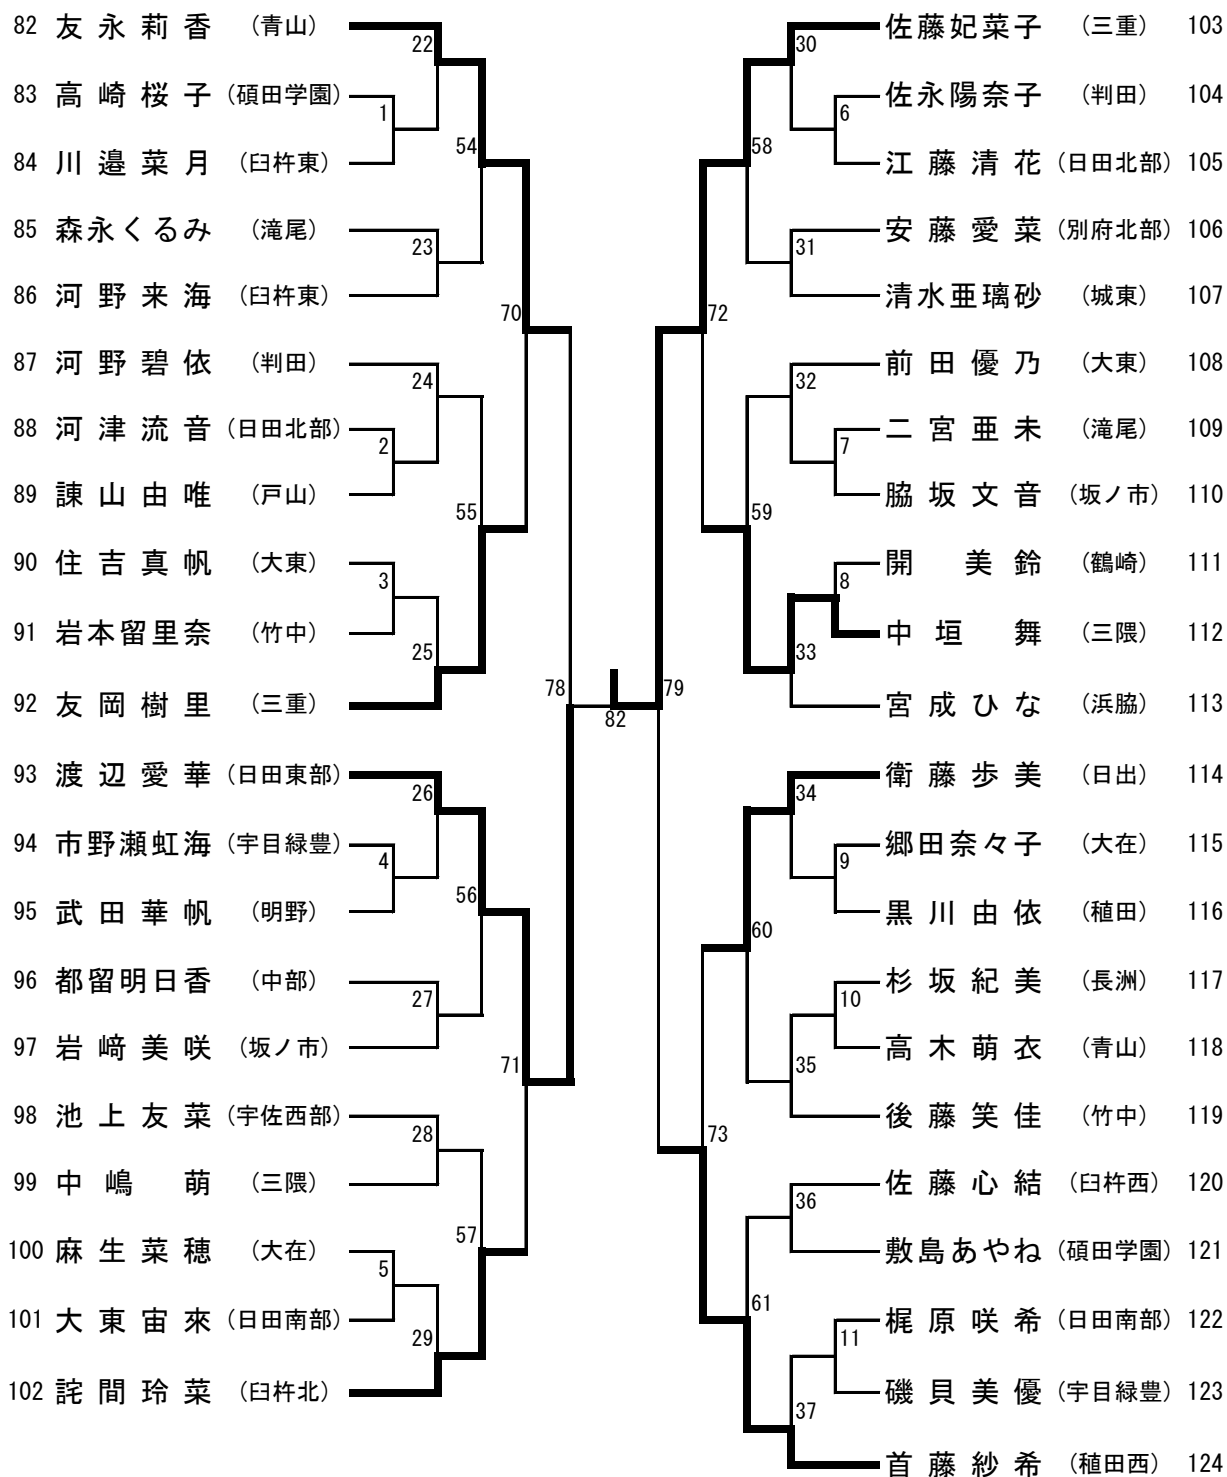 82 友永莉香 （青山）
83 高崎桜子 （碩田学園）
84 川邉菜月 （臼杵東）
85 森永くるみ （滝尾）
86 河野来海 （臼杵東）
87 河野碧依 （判田）
88 河津流音 （日田北部）
89 諌山由唯 （戸山）
90 住吉真帆 （大東）
91 岩本留里奈 （竹中）
92 友岡樹里 （三重）
93 渡辺愛華 （日田東部）
94 市野瀬虹海 （宇目緑豊）
95 武田華帆 （明野）
96 都留明日香 （中部）
97 岩﨑美咲 （坂ノ市）
98 池上友菜 （宇佐西部）
99 中嶋萌 （三隈）
100 麻生菜穂 （大在）
101 大東宙來 （日田南部）
102 詫間玲菜 （臼杵北）
22
1
54
23
70
24
2
55
3
25
78
26
4
56
27
71
28
57
5
29
82
79
30
6
58
31
72
32
7
59
8
33
34
9
60
10
35
73
36
61
11
37
佐藤妃菜子 （三重） 103
佐永陽奈子 （判田） 104
江藤清花 （日田北部） 105
安藤愛菜 （別府北部） 106
清水亜璃砂 （城東） 107
前田優乃 （大東） 108
二宮亜未 （滝尾） 109
脇坂文音 （坂ノ市） 110
開美鈴 （鶴崎） 111
中垣舞 （三隈） 112
宮成ひな （浜脇） 113
衛藤歩美 （日出） 114
郷田奈々子 （大在） 115
黒川由依 （稙田） 116
杉坂紀美 （長洲） 117
高木萌衣 （青山） 118
後藤笑佳 （竹中） 119
佐藤心結 （臼杵西） 120
敷島あやね （碩田学園） 121
梶原咲希 （日田南部） 122
磯貝美優 （宇目緑豊） 123
首藤紗希 （稙田西） 124